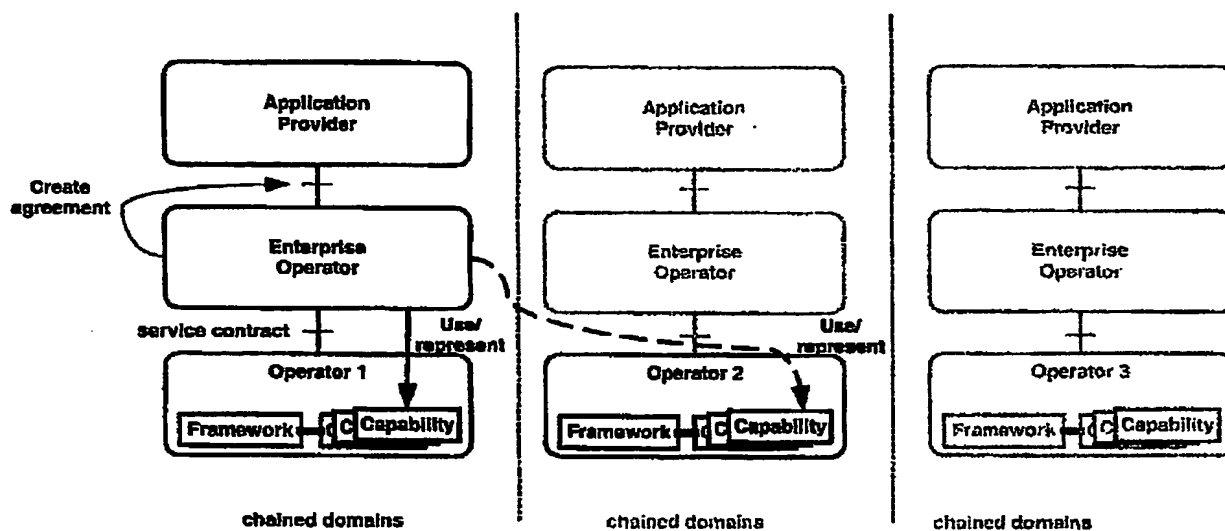 Application
Provider
Create
agreement
Enterprise
Operator
service contract
Use/
represent
Operator 1
Framework
C
C
Capability
chained domains
Application
Provider
Enterprise
Operator
Use/
represent
Operator 2
Framework
C
C
Capability
chained domains
Application
Provider
Enterprise
Operator
Operator 3
Framework
C
C
Capability
chained domains